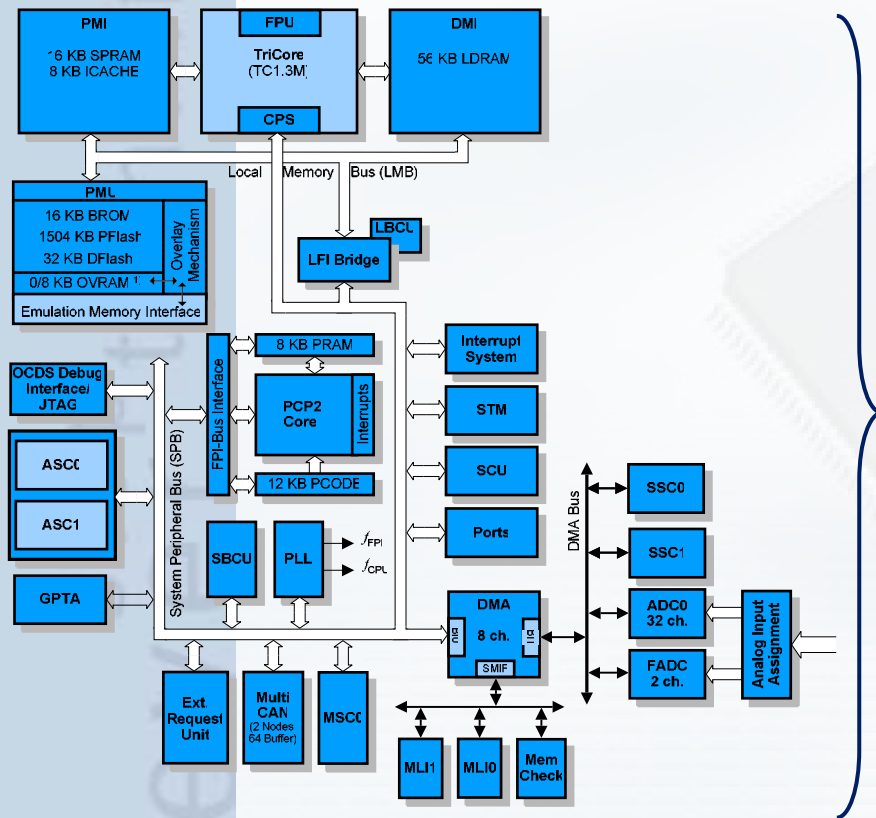 PMI
16 KB SPRAM
8 KB ICACHE
FPU
TriCore
(TC1.3M)
CPS
DMI
56 KB LDRAM
Local Memory Bus (LMB)
PMU
16 KB BROM
1504 KB PFlash
32 KB DFlash
0/8 KB OVRAM 1)
Overlay
Mechanism
Emulation Memory Interface
LBCU
LFI Bridge
OCDS Debug
Interface/
JTAG
ASC0
ASC1
GPTA
System Peripheral Bus (SPB)
FPI-Bus Interface
8 KB PRAM
PCP2
Core
Interrupts
12 KB PCODE
SBCU
PLL
fFPI
fCPU
Interrupt
System
STM
SCU
Ports
DMA
8 ch.
BIU
BIU
SMIF
DMA Bus
SSC0
SSC1
ADC0
32 ch.
FADC
2 ch.
Analog Input
Assignment
Ext.
Request
Unit
Multi
CAN
(2 Nodes
64 Buffer)
MSC0
MLI1
MLI0
Mem
Check